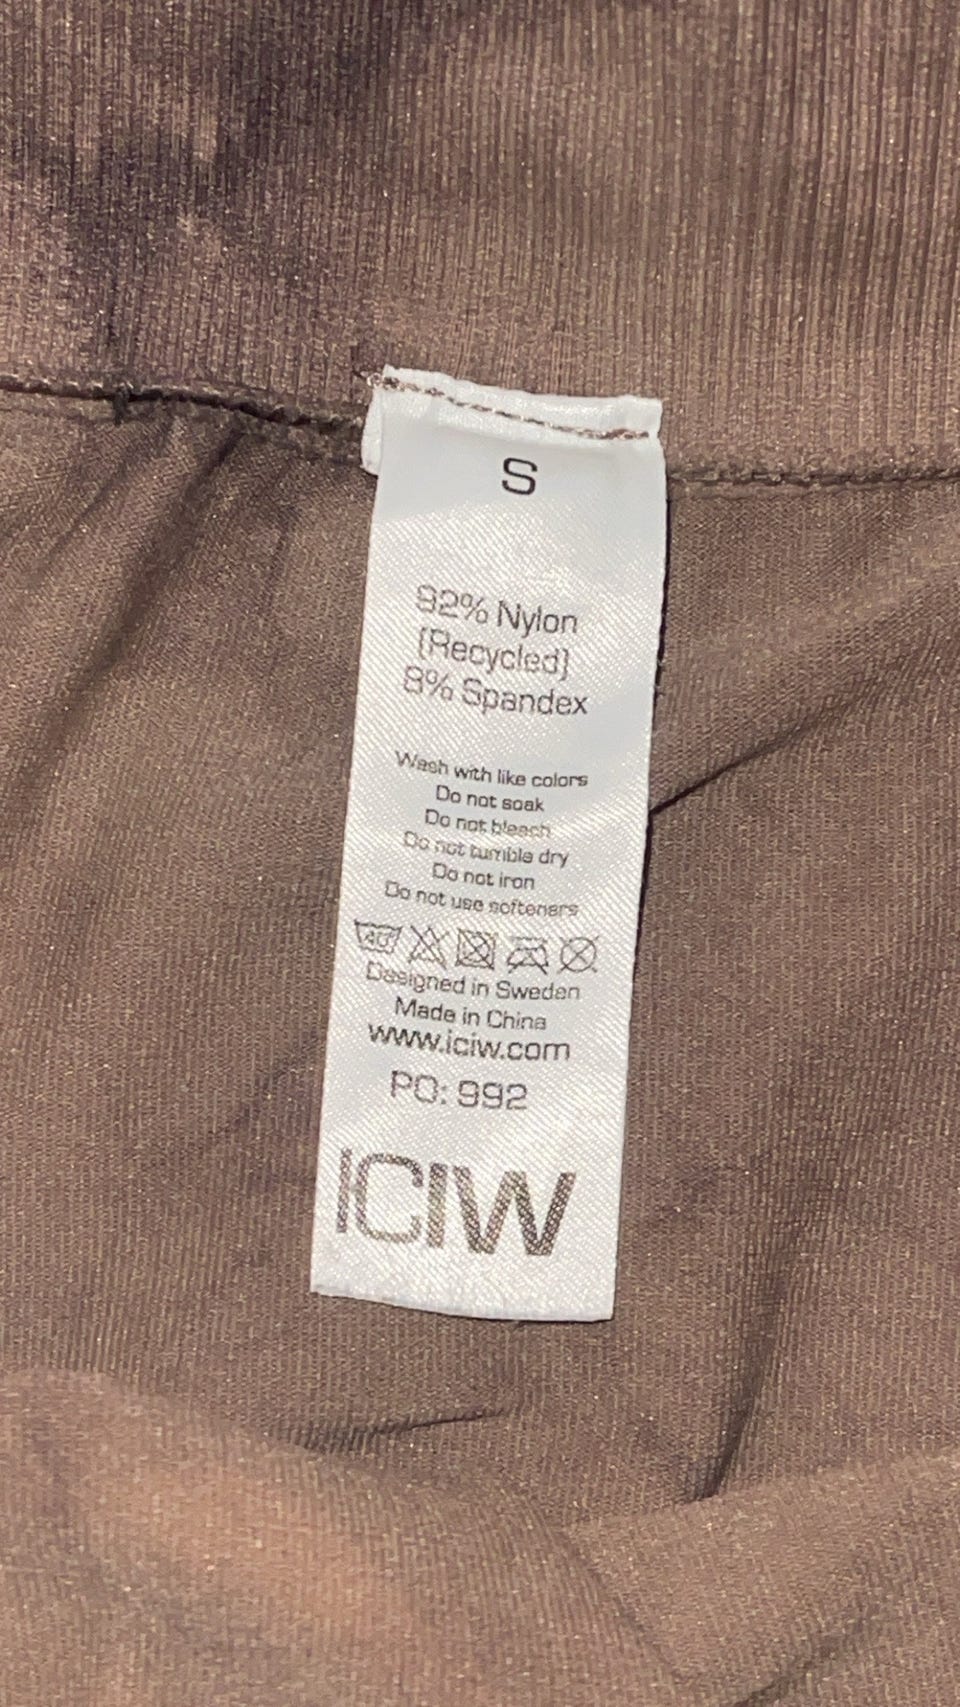 S
92% Nylon
[Recycled]
8% Spandex
Wash with like colors
Do not soak
Do not bleach
Do not tumble dry
Do not iron
Do not use softeners
40
Designed in Sweden
Made in China
www.iciw.com
PO: 992
ICIW